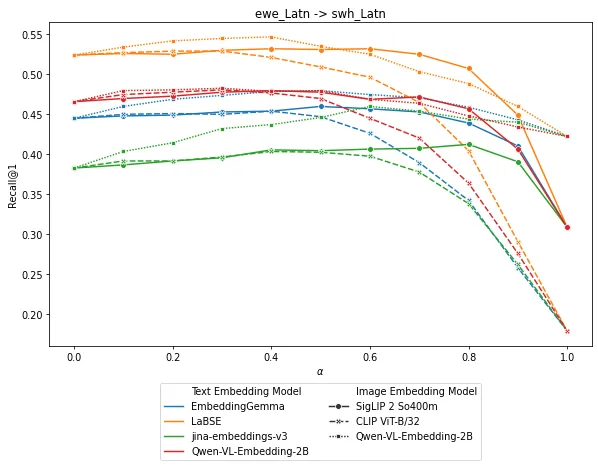 ewe_Latn -> swh_Latn
Recall@1
0.55
0.50
0.45
0.40
0.35
0.30
0.25
0.20
0.0 0.2 0.4 0.6 0.8 1.0
α
Text Embedding Model
EmbeddingGemma
LaBSE
jina-embeddings-v3
Qwen-VL-Embedding-2B
Image Embedding Model
SigLIP 2 So400m
CLIP ViT-B/32
Qwen-VL-Embedding-2B